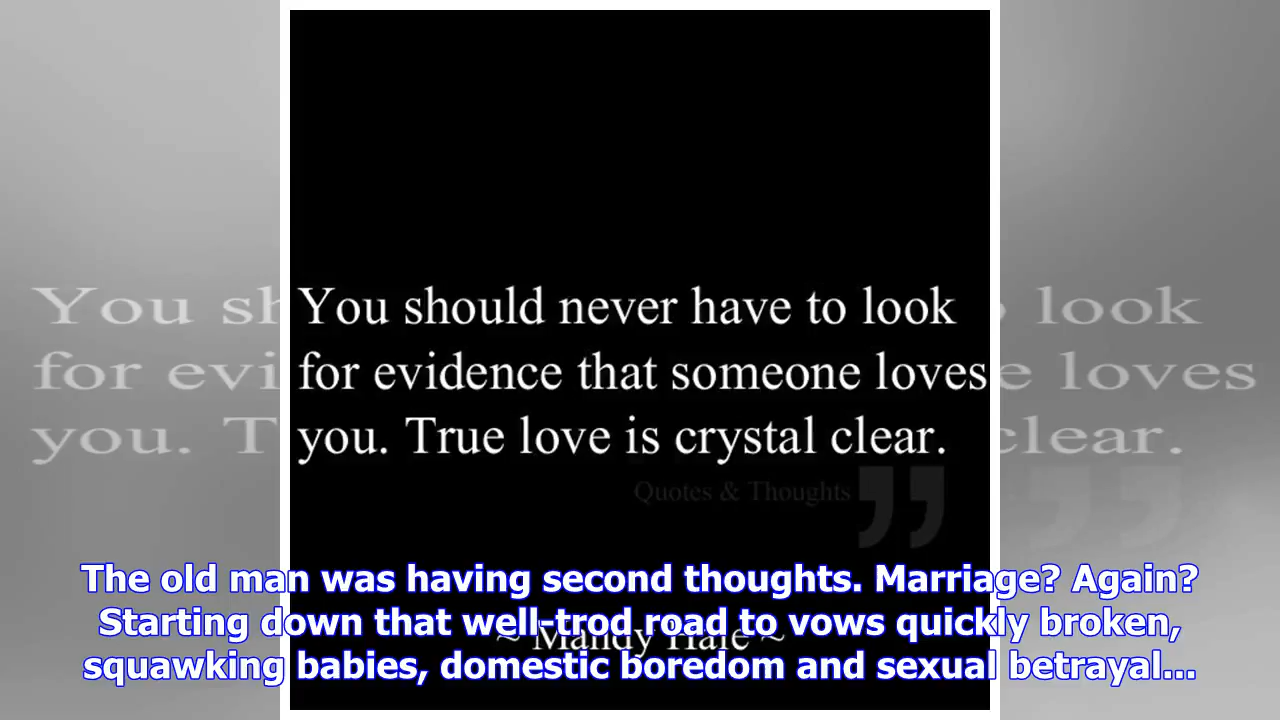 You should never have to look
for evidence that someone loves
you. True love is crystal clear.
Quotes & Thoughts
The old man was having second thoughts. Marriage? Again?
Starting down that well-trod road to vows quickly broken,
~ Mandy Hale ~
squawking babies, domestic boredom and sexual betrayal...